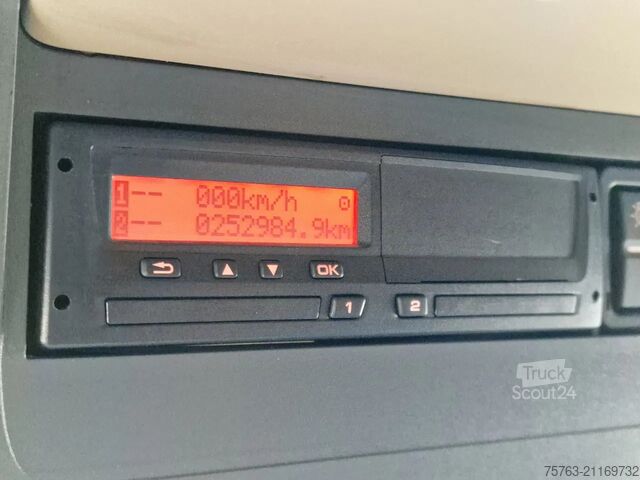 1-- 000km/h
2-- 0252984.9km
OK
1 2
Truck
Scout24
75763-21169732